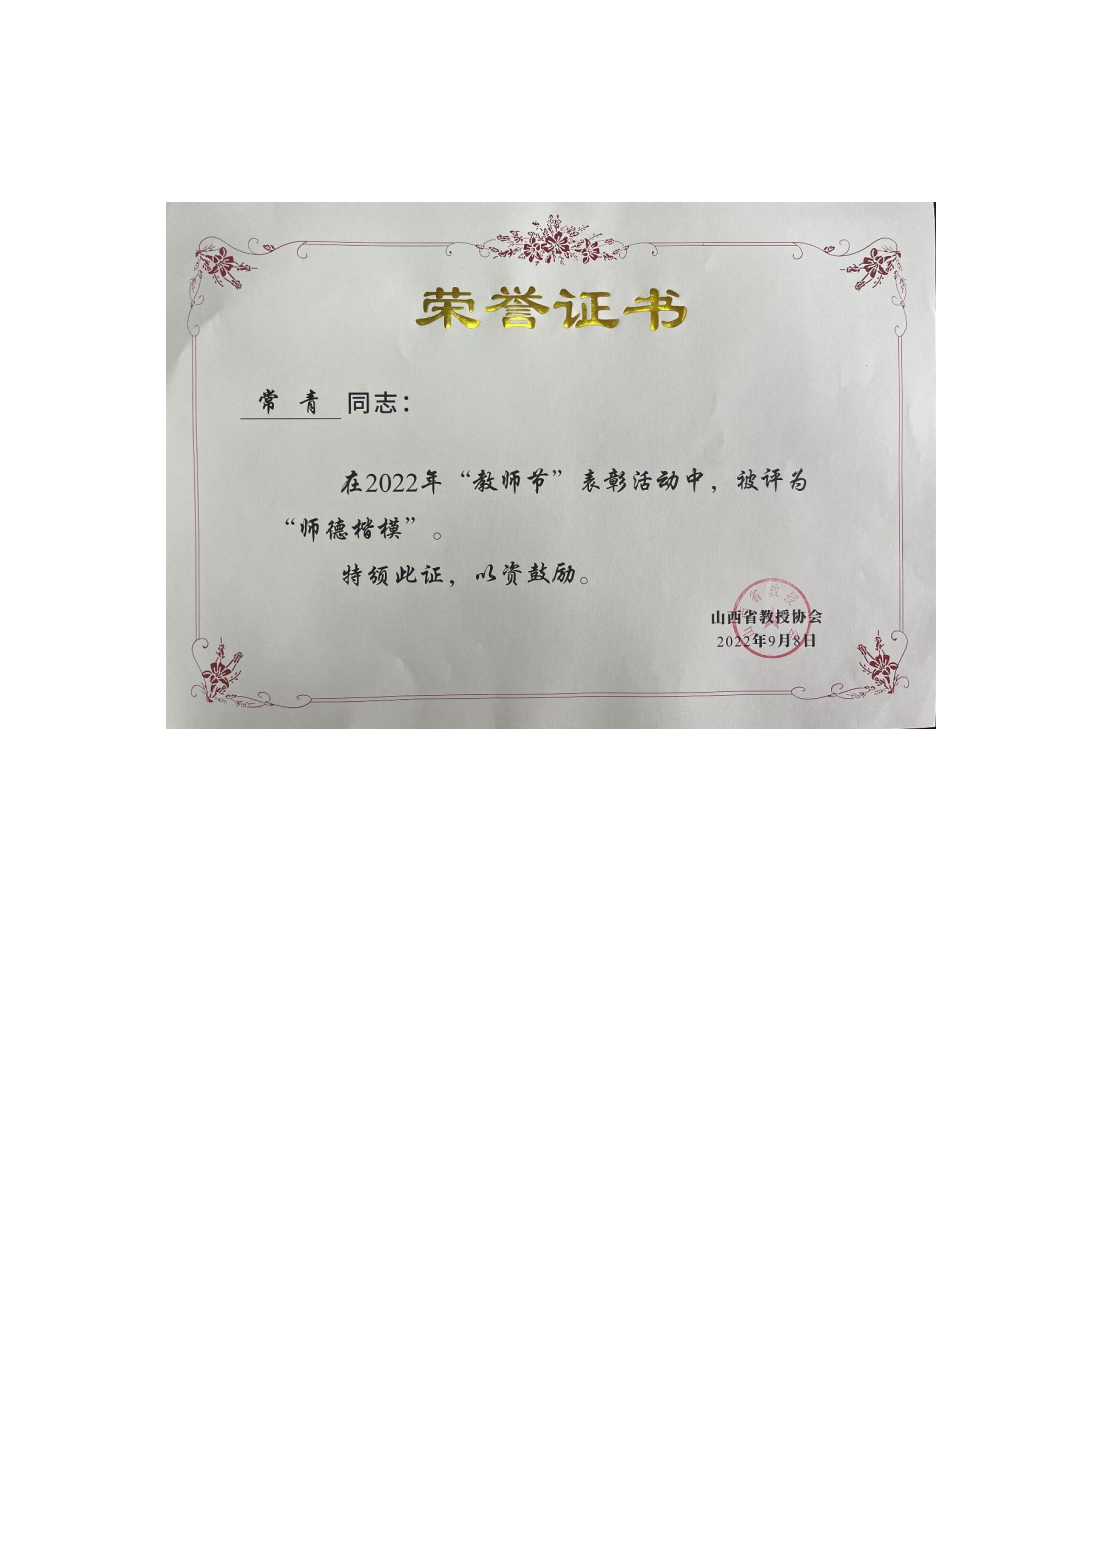 荣誉证书
常 青 同志：
在2022年“教师节”表彰活动中，被评为
“师德楷模”。
特颁此证，以资鼓励。
山西省教授协会
2022年9月8日